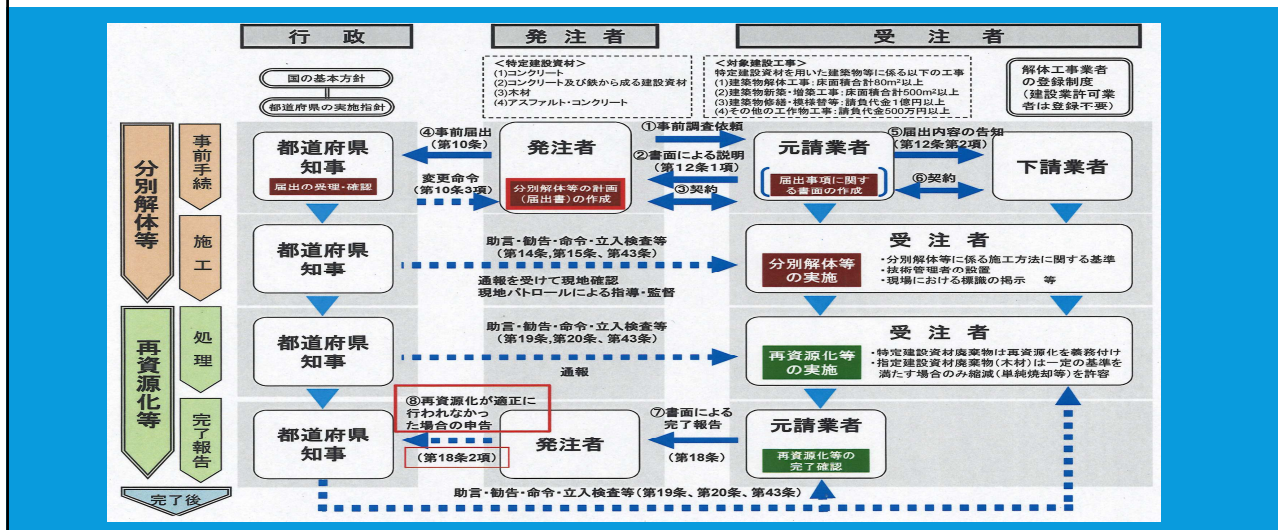 行政
発注者
受注者
国の基本方針
都道府県の実施指針
＜特定建設資材＞
(1)コンクリート
(2)コンクリート及び鉄から成る建設資材
(3)木材
(4)アスファルト・コンクリート
＜対象建設工事＞
特定建設資材を用いた建築物等に係る以下の工事
(1)建築物解体工事：床面積合計80m²以上
(2)建築物新築・増築工事：床面積合計500m²以上
(3)建築物修繕・模様替等：請負代金1億円以上
(4)その他の工作物工事：請負代金500万円以上
解体工事業者
の登録制度
(建設業許可業
者は登録不要)
分別解体等
事前手続
都道府県
知事
届出の受理・確認
④事前届出
(第10条)
変更命令
(第10条3項)
発注者
分別解体等の計画
(届出書)の作成
①事前調査依頼
②書面による説明
(第12条1項)
③契約
元請業者
届出事項に関す
る書面の作成
⑤届出内容の告知
(第12条第2項)
⑥契約
下請業者
施工
都道府県
知事
助言・勧告・命令・立入検査等
(第14条,第15条、第43条)
通報を受けて現地確認
現地パトロールによる指導・監督
分別解体等
の実施
受注者
・分別解体等に係る施工方法に関する基準
・技術管理者の設置
・現場における標識の掲示 等
再資源化等
処理
都道府県
知事
助言・勧告・命令・立入検査等
(第19条,第20条、第43条)
通報
再資源化等
の実施
受注者
・特定建設資材廃棄物は再資源化を義務付け
・指定建設資材廃棄物(木材)は一定の基準を
満たす場合のみ縮減(単純焼却等)を許容
完了報告
都道府県
知事
⑧再資源化が適正に
行われなかっ
た場合の申告
(第18条2項)
発注者
⑦書面による
完了報告
(第18条)
元請業者
再資源化等の
完了確認
完了後
助言・勧告・命令・立入検査等(第19条、第20条、第43条)